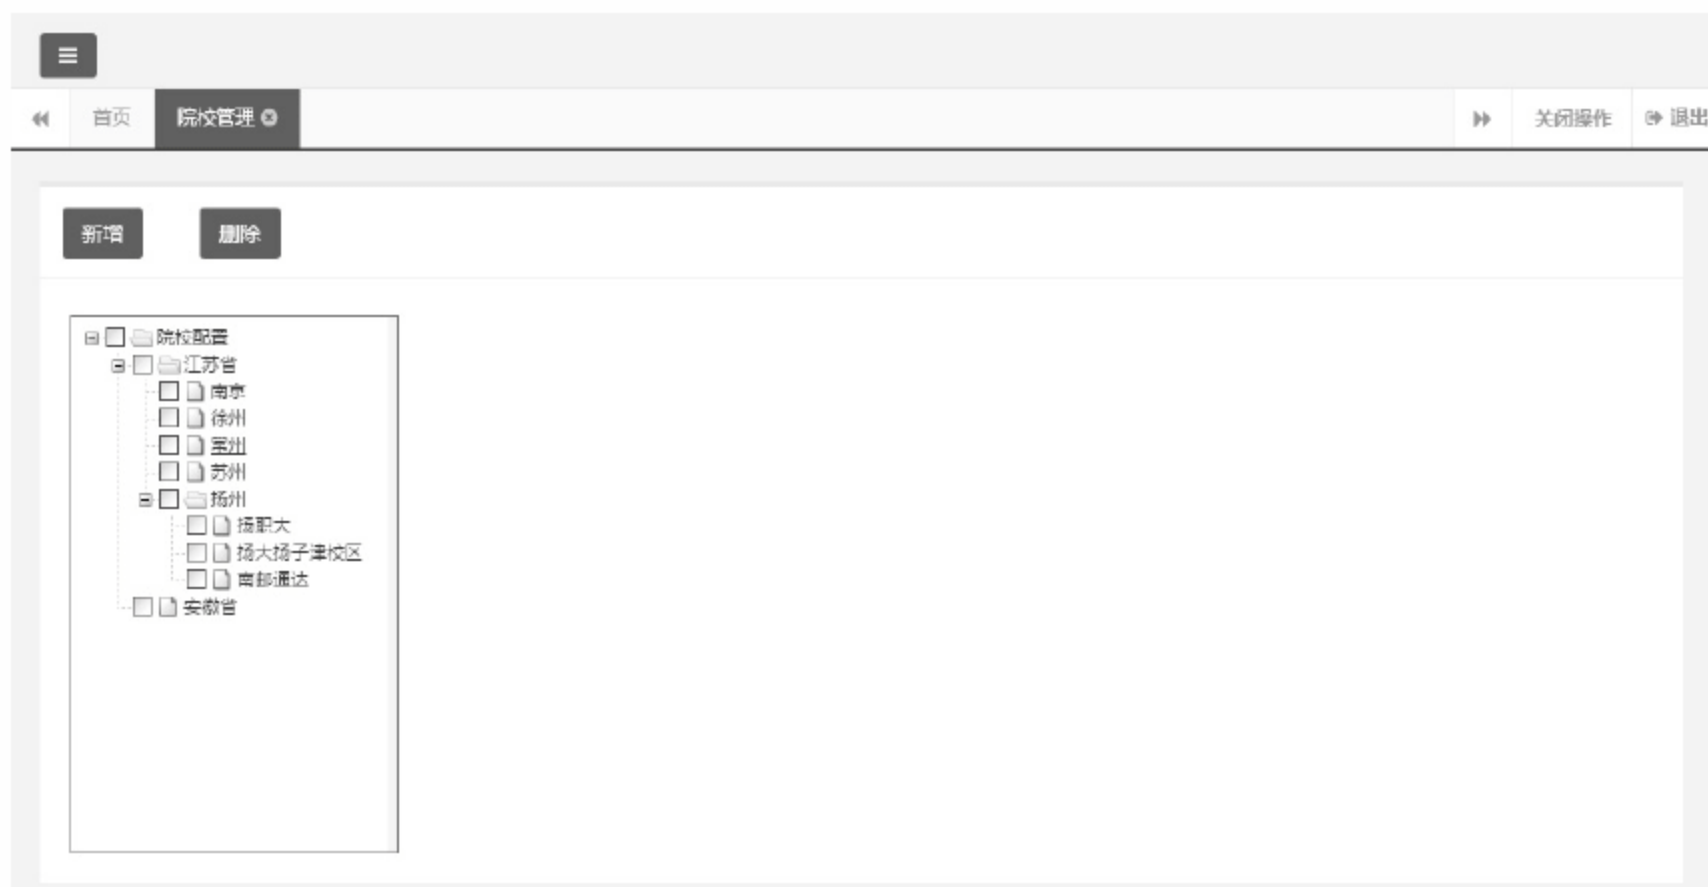 首页 院校管理 关闭操作 退出
新增 删除
院校配置
江苏省
南京
徐州
常州
苏州
扬州
扬职大
扬大扬子津校区
南邮通达
安徽省